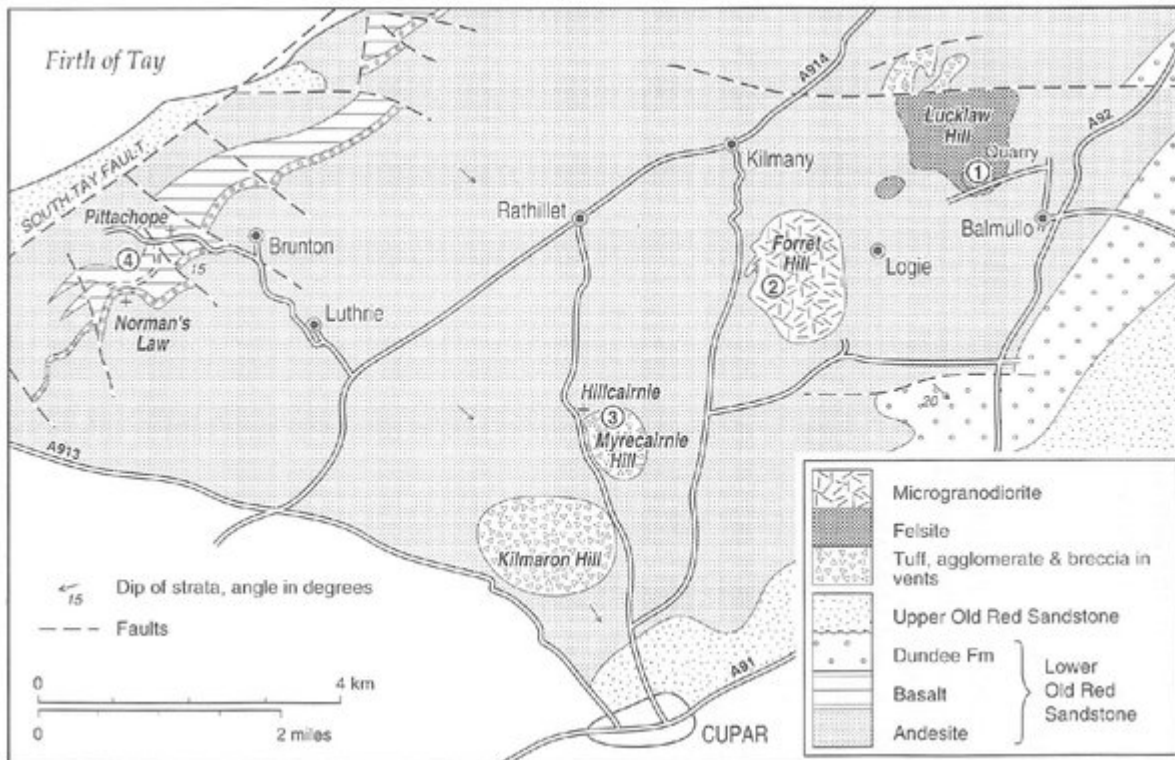 Firth of Tay
SOUTH TAY FAULT
Pittachope
4
15
Norman's
Law
Brunton
Luthrie
Rathillet
Kilmany
A914
Lucklaw
Hill
Quarry
1
A92
Balmullo
Forret
Hill
2
Logie
20
Hillcairnie
3
Myrecairnie
Hill
A913
Kilmaron Hill
A91
CUPAR
15
Dip of strata, angle in degrees
Faults
0
4 km
0
2 miles
Microgranodiorite
Felsite
Tuff, agglomerate & breccia in
vents
Upper Old Red Sandstone
Dundee Fm
Basalt
Andesite
Lower
Old Red
Sandstone